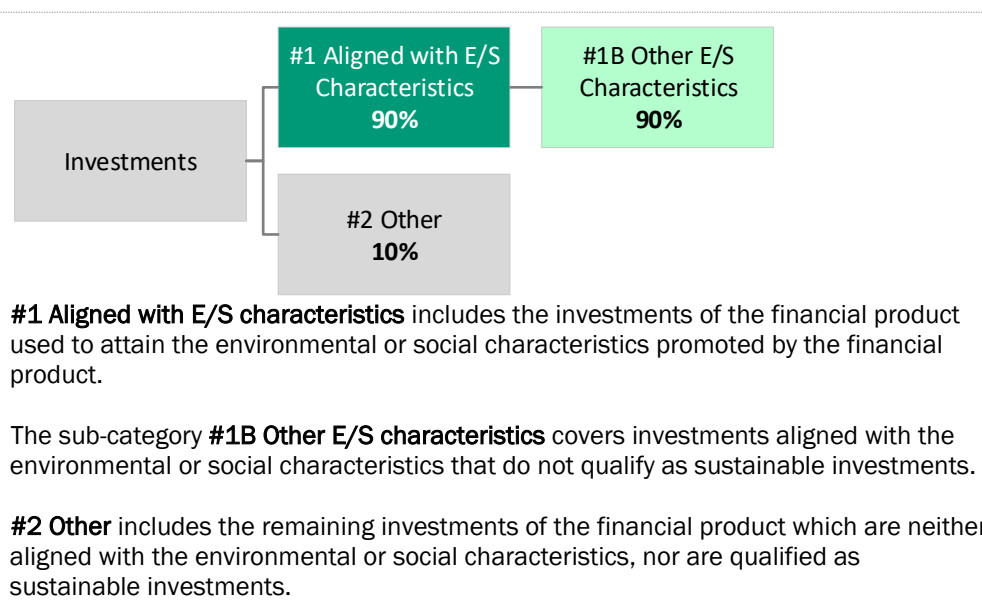 #1 Aligned with E/S
Characteristics
90%
#1B Other E/S
Characteristics
90%
Investments
#2 Other
10%
#1 Aligned with E/S characteristics includes the investments of the financial product
used to attain the environmental or social characteristics promoted by the financial
product.
The sub-category #1B Other E/S characteristics covers investments aligned with the
environmental or social characteristics that do not qualify as sustainable investments.
#2 Other includes the remaining investments of the financial product which are neither
aligned with the environmental or social characteristics, nor are qualified as
sustainable investments.